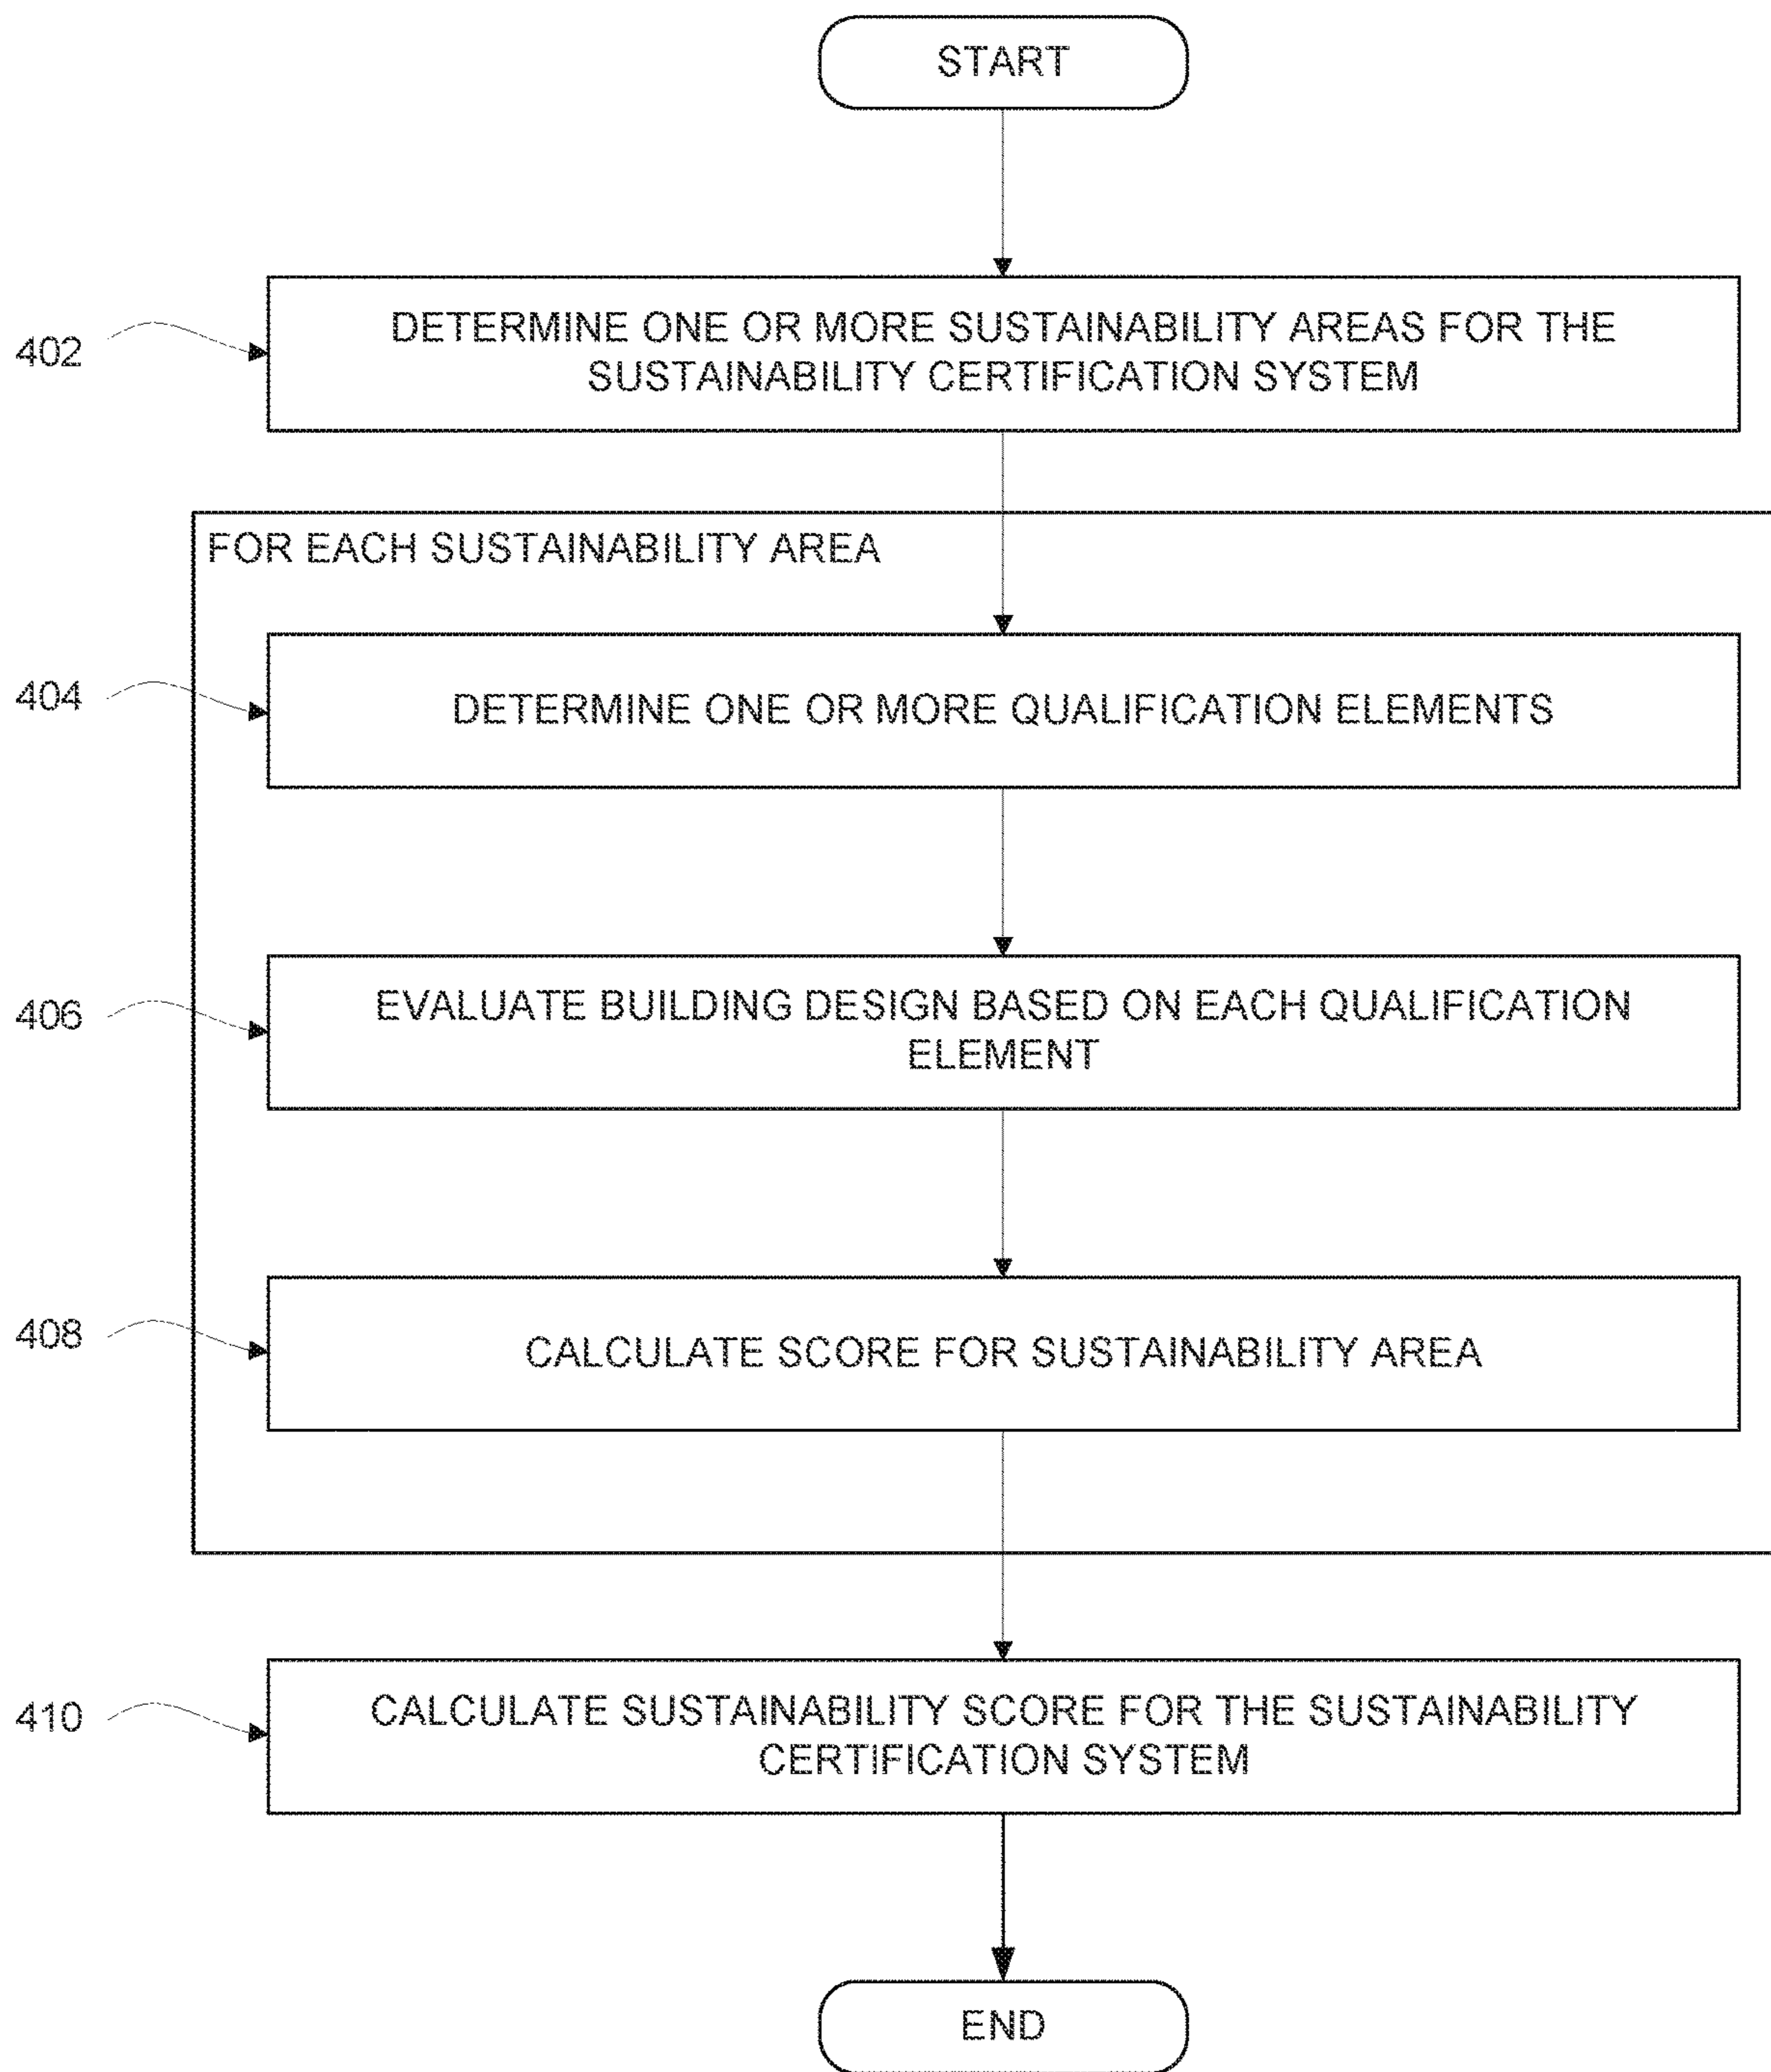 START
402
DETERMINE ONE OR MORE SUSTAINABILITY AREAS FOR THE
SUSTAINABILITY CERTIFICATION SYSTEM
FOR EACH SUSTAINABILITY AREA
404
DETERMINE ONE OR MORE QUALIFICATION ELEMENTS
406
EVALUATE BUILDING DESIGN BASED ON EACH QUALIFICATION
ELEMENT
408
CALCULATE SCORE FOR SUSTAINABILITY AREA
410
CALCULATE SUSTAINABILITY SCORE FOR THE SUSTAINABILITY
CERTIFICATION SYSTEM
END